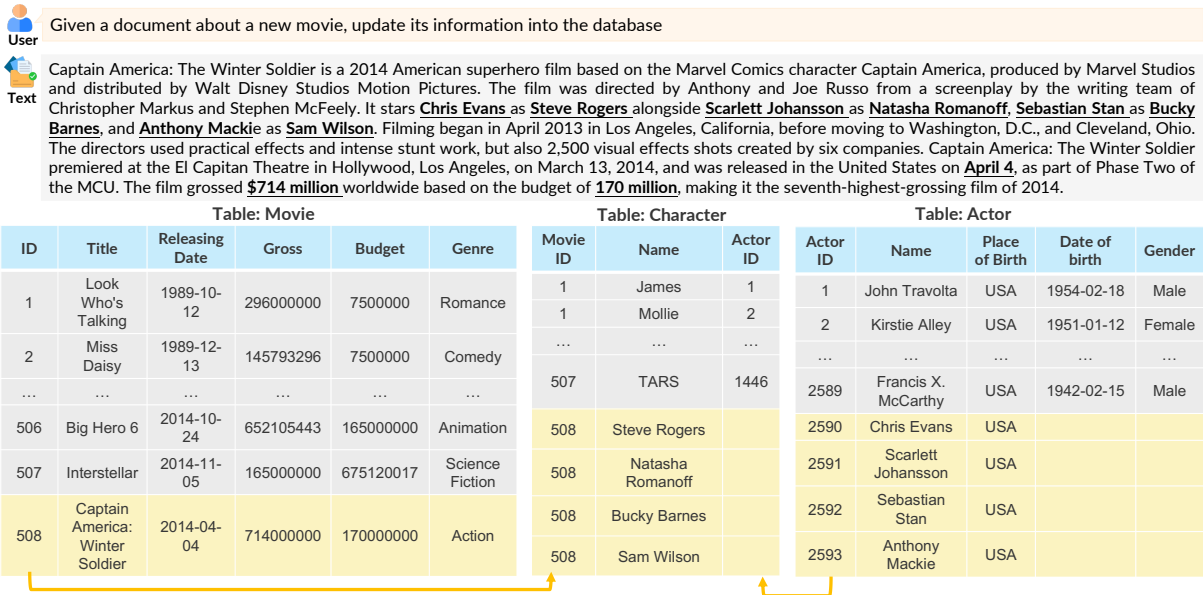 User
Given a document about a new movie, update its information into the database
Text
Captain America: The Winter Soldier is a 2014 American superhero film based on the Marvel Comics character Captain America, produced by Marvel Studios
and distributed by Walt Disney Studios Motion Pictures. The film was directed by Anthony and Joe Russo from a screenplay by the writing team of
Christopher Markus and Stephen McFeely. It stars Chris Evans as Steve Rogers alongside Scarlett Johansson as Natasha Romanoff, Sebastian Stan as Bucky
Barnes, and Anthony Mackie as Sam Wilson. Filming began in April 2013 in Los Angeles, California, before moving to Washington, D.C., and Cleveland, Ohio.
The directors used practical effects and intense stunt work, but also 2,500 visual effects shots created by six companies. Captain America: The Winter Soldier
premiered at the El Capitan Theatre in Hollywood, Los Angeles, on March 13, 2014, and was released in the United States on April 4, as part of Phase Two of
the MCU. The film grossed $714 million worldwide based on the budget of 170 million, making it the seventh-highest-grossing film of 2014.
Table: Movie
ID Title Releasing Date Gross Budget Genre
1 Look Who's Talking 1989-10-12 296000000 7500000 Romance
2 Miss Daisy 1989-12-13 145793296 7500000 Comedy
... ... ... ... ... ...
506 Big Hero 6 2014-10-24 652105443 165000000 Animation
507 Interstellar 2014-11-05 165000000 675120017 Science Fiction
508 Captain America: Winter Soldier 2014-04-04 714000000 170000000 Action
Table: Character
Movie ID Name Actor ID
1 James 1
1 Mollie 2
... ... ...
507 TARS 1446
508 Steve Rogers
508 Natasha Romanoff
508 Bucky Barnes
508 Sam Wilson
Table: Actor
Actor ID Name Place of Birth Date of birth Gender
1 John Travolta USA 1954-02-18 Male
2 Kirstie Alley USA 1951-01-12 Female
... ... ... ... ...
2589 Francis X. McCarthy USA 1942-02-15 Male
2590 Chris Evans USA
2591 Scarlett Johansson USA
2592 Sebastian Stan USA
2593 Anthony Mackie USA